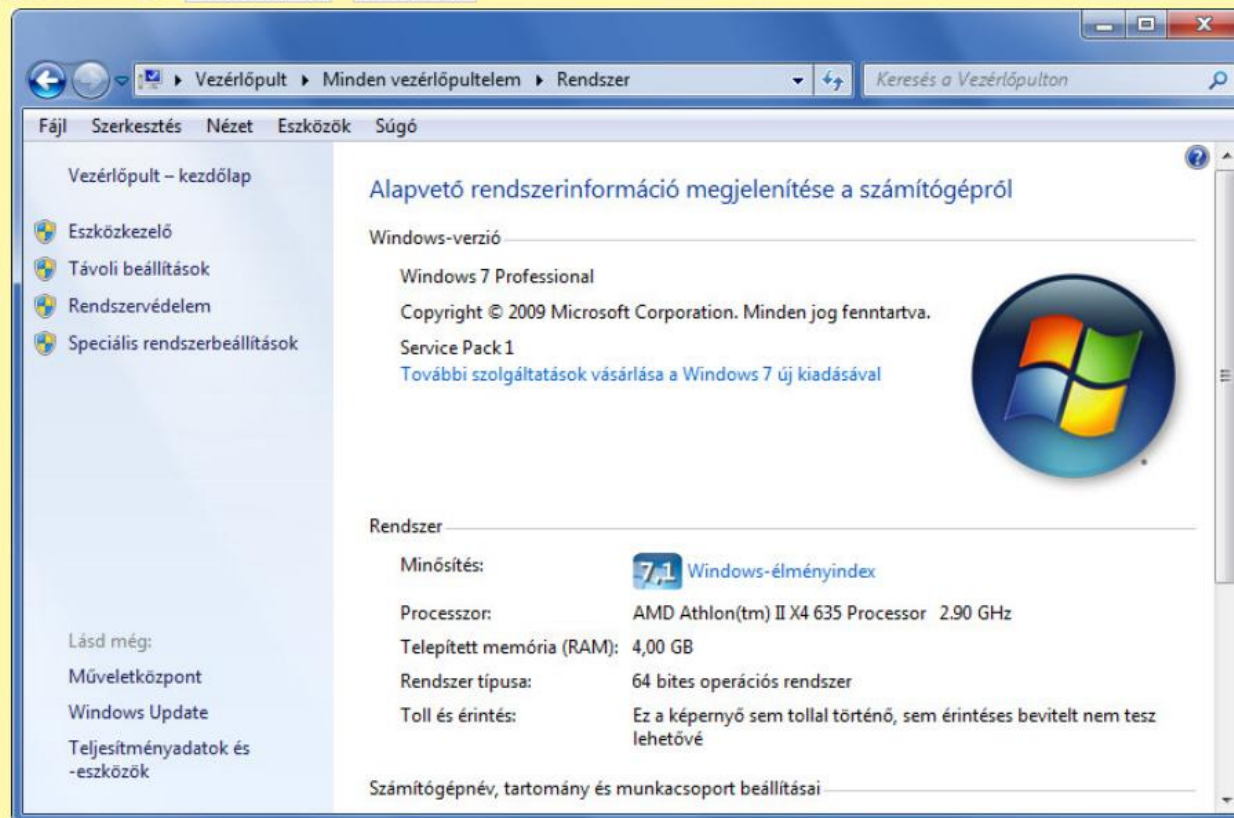 Vezérlőpult ▸ Minden vezérlőpultelem ▸ Rendszer
Keresés a Vezérlőpulton
Fájl Szerkesztés Nézet Eszközök Súgó
Vezérlőpult – kezdőlap
Eszközkezelő
Távoli beállítások
Rendszervédelem
Speciális rendszerbeállítások
Lásd még:
Műveletközpont
Windows Update
Teljesítményadatok és
-eszközök
Alapvető rendszerinformáció megjelenítése a számítógépről
Windows-verzió
Windows 7 Professional
Copyright © 2009 Microsoft Corporation. Minden jog fenntartva.
Service Pack 1
További szolgáltatások vásárlása a Windows 7 új kiadásával
Rendszer
Minősítés: 7,1 Windows-élményindex
Processzor: AMD Athlon(tm) II X4 635 Processor 2.90 GHz
Telepített memória (RAM): 4,00 GB
Rendszer típusa: 64 bites operációs rendszer
Toll és érintés: Ez a képernyő sem tollal történő, sem érintéses bevitelt nem tesz
lehetővé
Számítógépnév, tartomány és munkacsoport beállításai